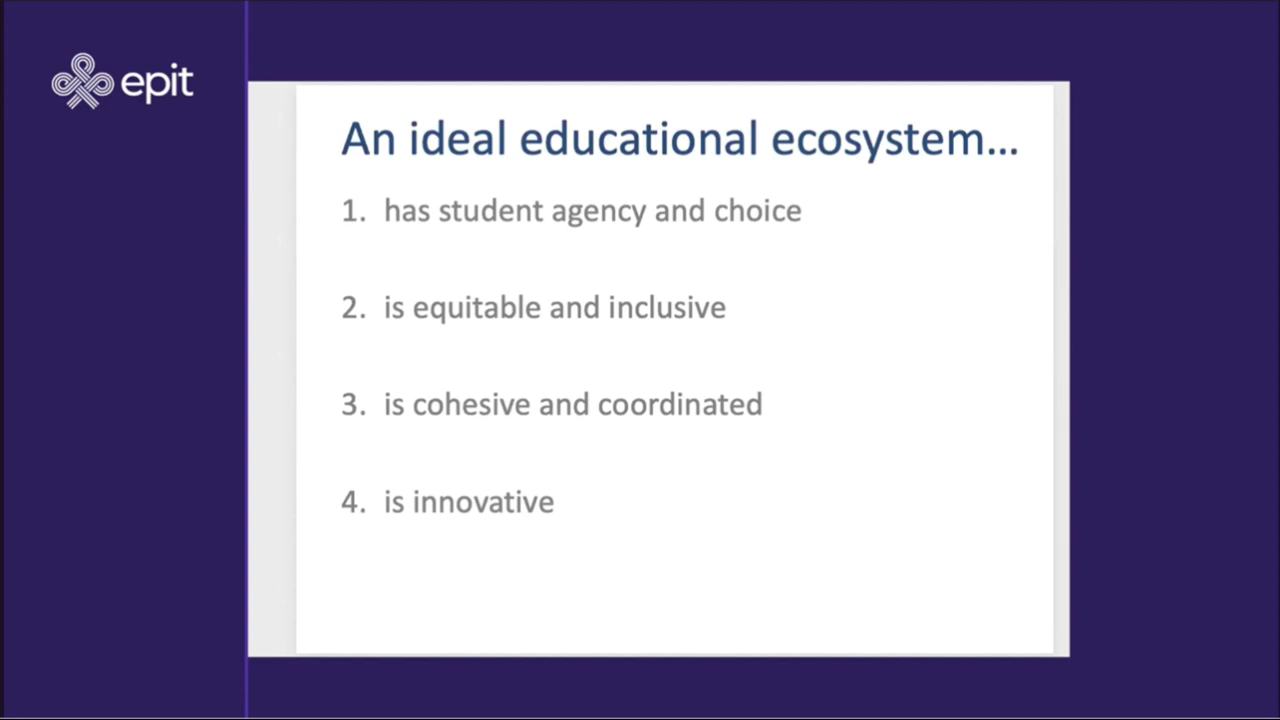 epit
An ideal educational ecosystem...
1. has student agency and choice
2. is equitable and inclusive
3. is cohesive and coordinated
4. is innovative